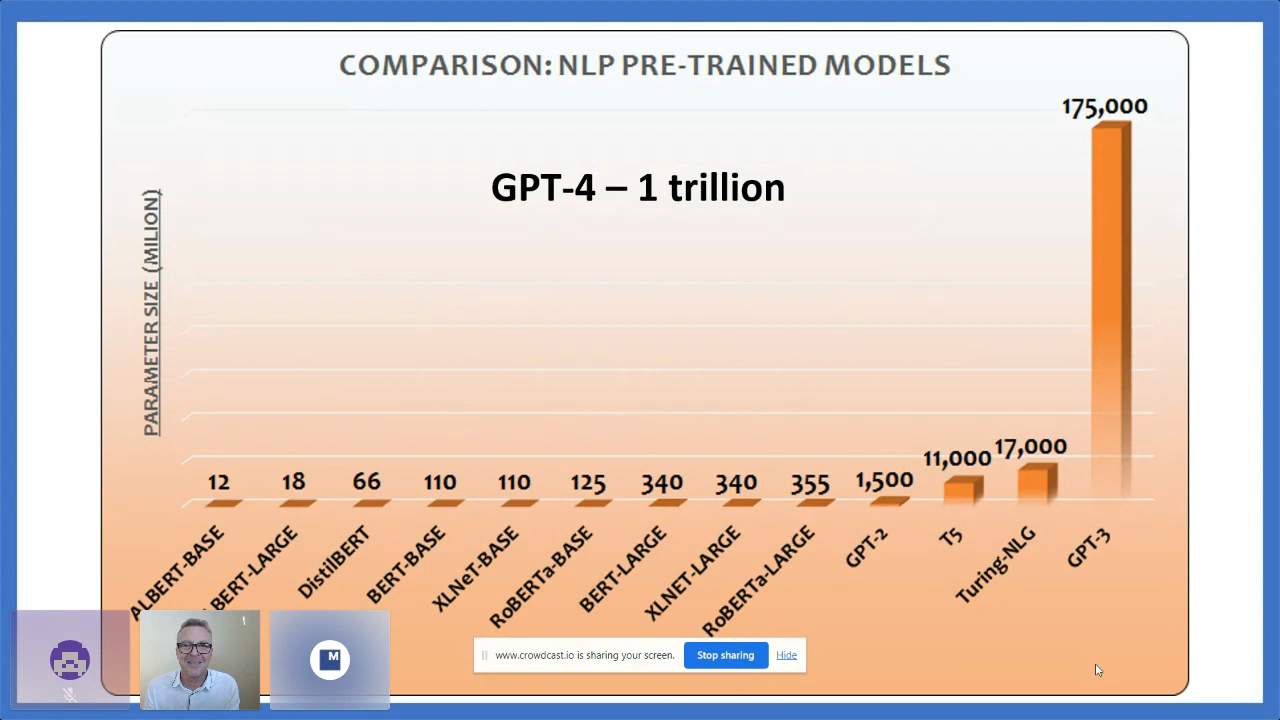 COMPARISON: NLP PRE-TRAINED MODELS
175,000
GPT-4 – 1 trillion
PARAMETER SIZE (MILION)
12
18
66
110
110
125
340
340
355
1,500
11,000
17,000
ALBERT-BASE
LBERT-LARGE
DistilBERT
BERT-BASE
XLNeT-BASE
RoBERTa-BASE
BERT-LARGE
XLNET-LARGE
RoBERTa-LARGE
GPT-2
T5
Turing-NLG
GPT-3
M
www.crowdcast.io is sharing your screen.
Stop sharing
Hide